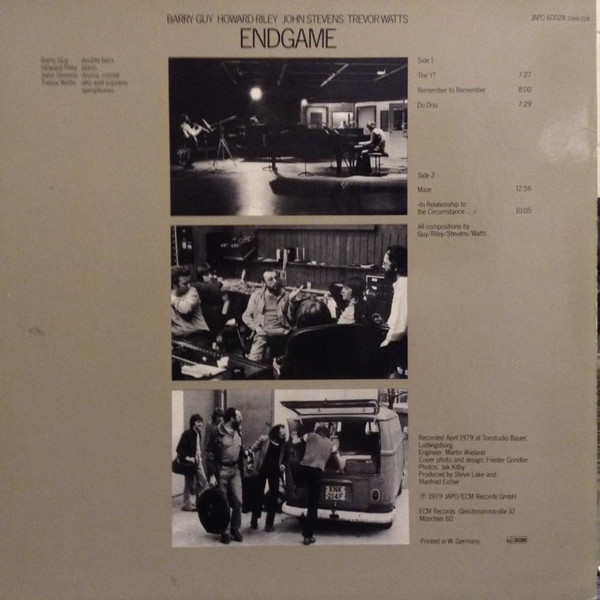 BARRY GUY HOWARD RILEY JOHN STEVENS TREVOR WATTS
JAPO 60028
ENDGAME
Barry Guy double bass
Howard Riley piano
John Stevens drums, cornet
Trevor Watts alto and soprano
saxophones
Side 1
The Y? 7:27
Remember to Remember 8:00
Du Dou 7:29
Side 2
Maze 12:56
‹In Relationship to
the Circumstance ...› 10:05
All compositions by
Guy/Riley/Stevens/Watts
Recorded April 1979 at Tonstudio Bauer,
Ludwigsburg
Engineer: Martin Wieland
Cover photo and design: Frieder Grindler
Photos: Jak Kilby
Produced by Steve Lake and
Manfred Eicher
℗ 1979 JAPO/ECM Records GmbH
ECM Records Gleichmannstraße 10
München 60
Printed in W. Germany